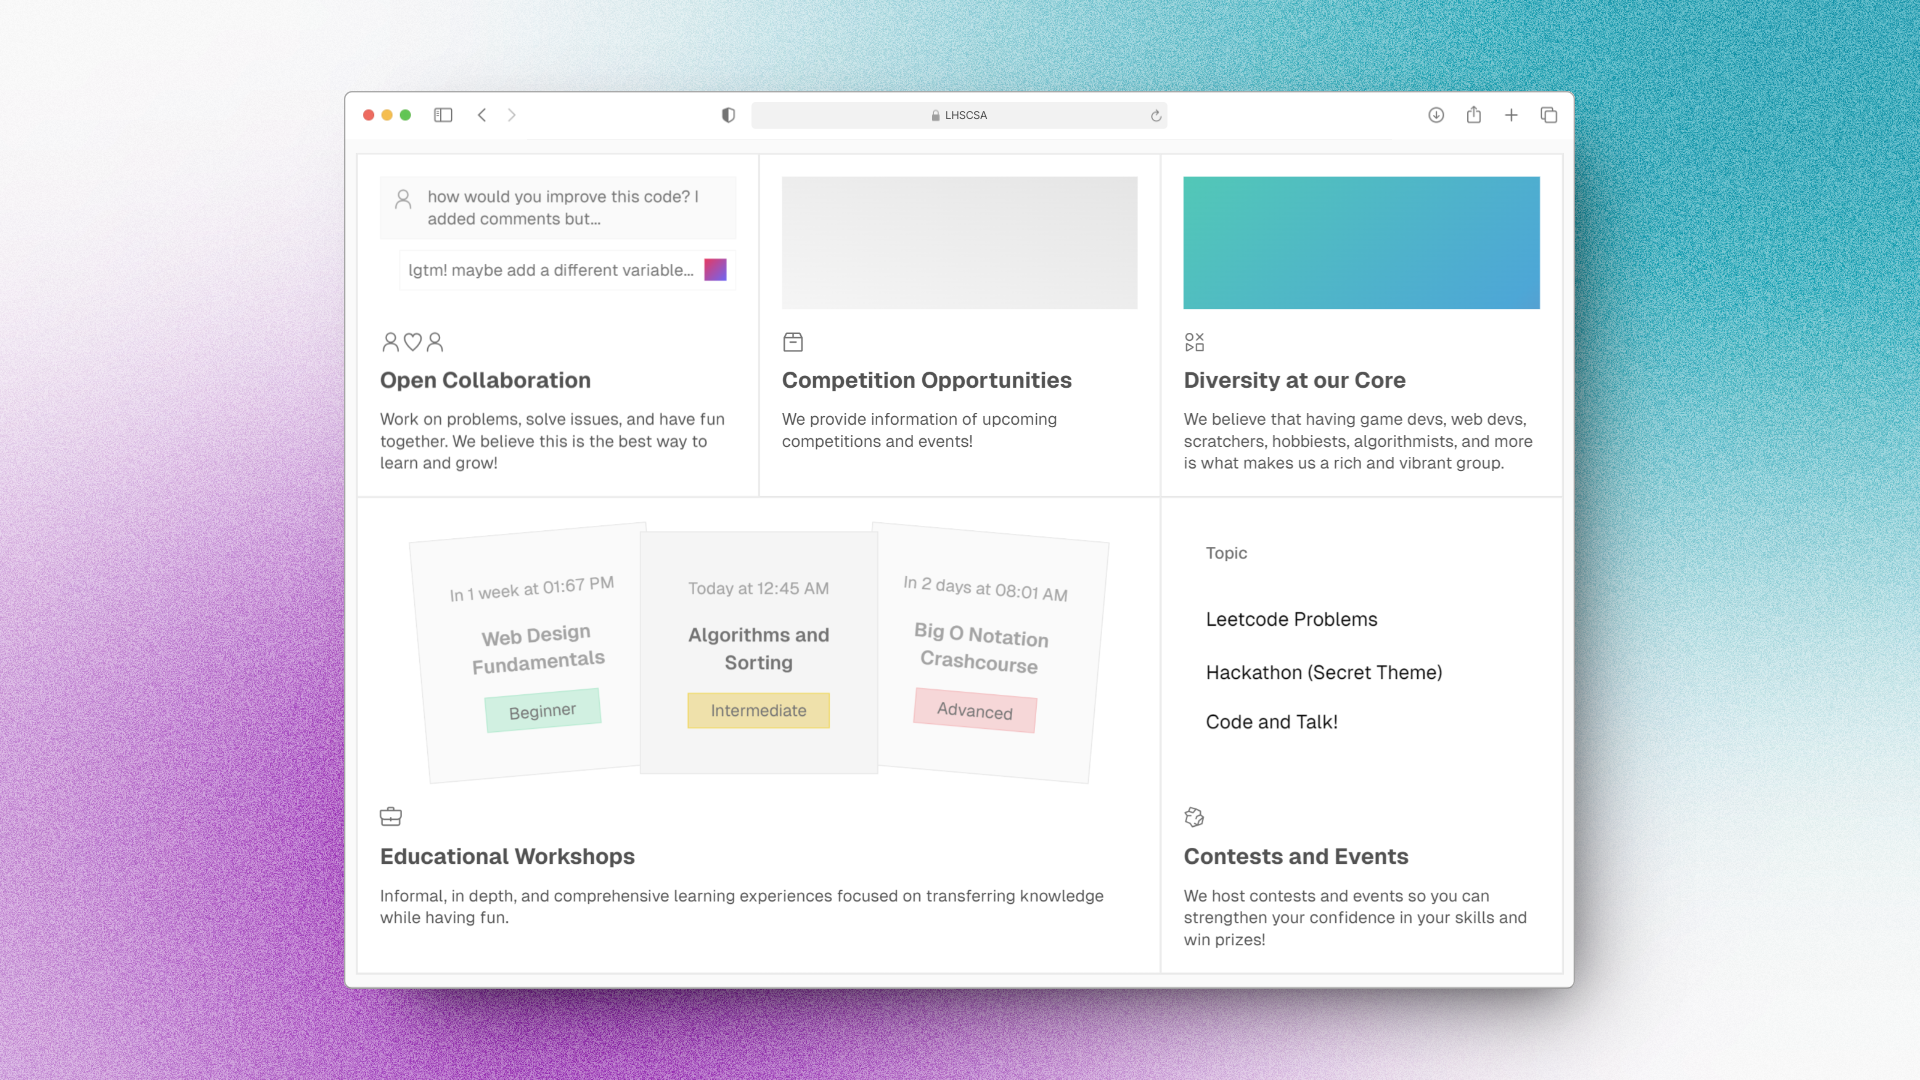 LHSCSA
how would you improve this code? I
added comments but...
lgtm! maybe add a different variable...
Open Collaboration
Work on problems, solve issues, and have fun
together. We believe this is the best way to
learn and grow!
Competition Opportunities
We provide information of upcoming
competitions and events!
Diversity at our Core
We believe that having game devs, web devs,
scratchers, hobbiests, algorithmists, and more
is what makes us a rich and vibrant group.
In 1 week at 01:67 PM
Web Design
Fundamentals
Beginner
Today at 12:45 AM
Algorithms and
Sorting
Intermediate
In 2 days at 08:01 AM
Big O Notation
Crashcourse
Advanced
Educational Workshops
Informal, in depth, and comprehensive learning experiences focused on transferring knowledge
while having fun.
Topic
Leetcode Problems
Hackathon (Secret Theme)
Code and Talk!
Contests and Events
We host contests and events so you can
strengthen your confidence in your skills and
win prizes!